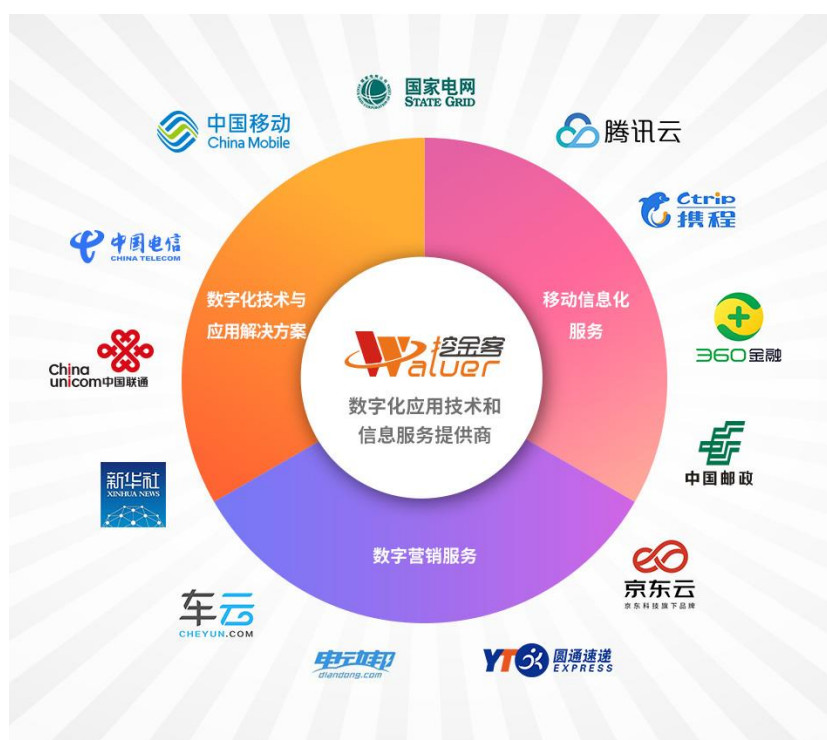 国家电网
STATE GRID
中国移动
China Mobile
腾讯云
Ctrip
携程
中国电信
CHINA TELECOM
数字化技术与
应用解决方案
移动信息化
服务
China
unicom中国联通
挖金客
Waluer
360金融
数字化应用技术和
信息服务提供商
中国邮政
新华社
XINHUA NEWS
数字营销服务
京东云
京东科技旗下品牌
车云
CHEYUN.COM
电动邦
diandong.com
YTO
圆通速递
EXPRESS